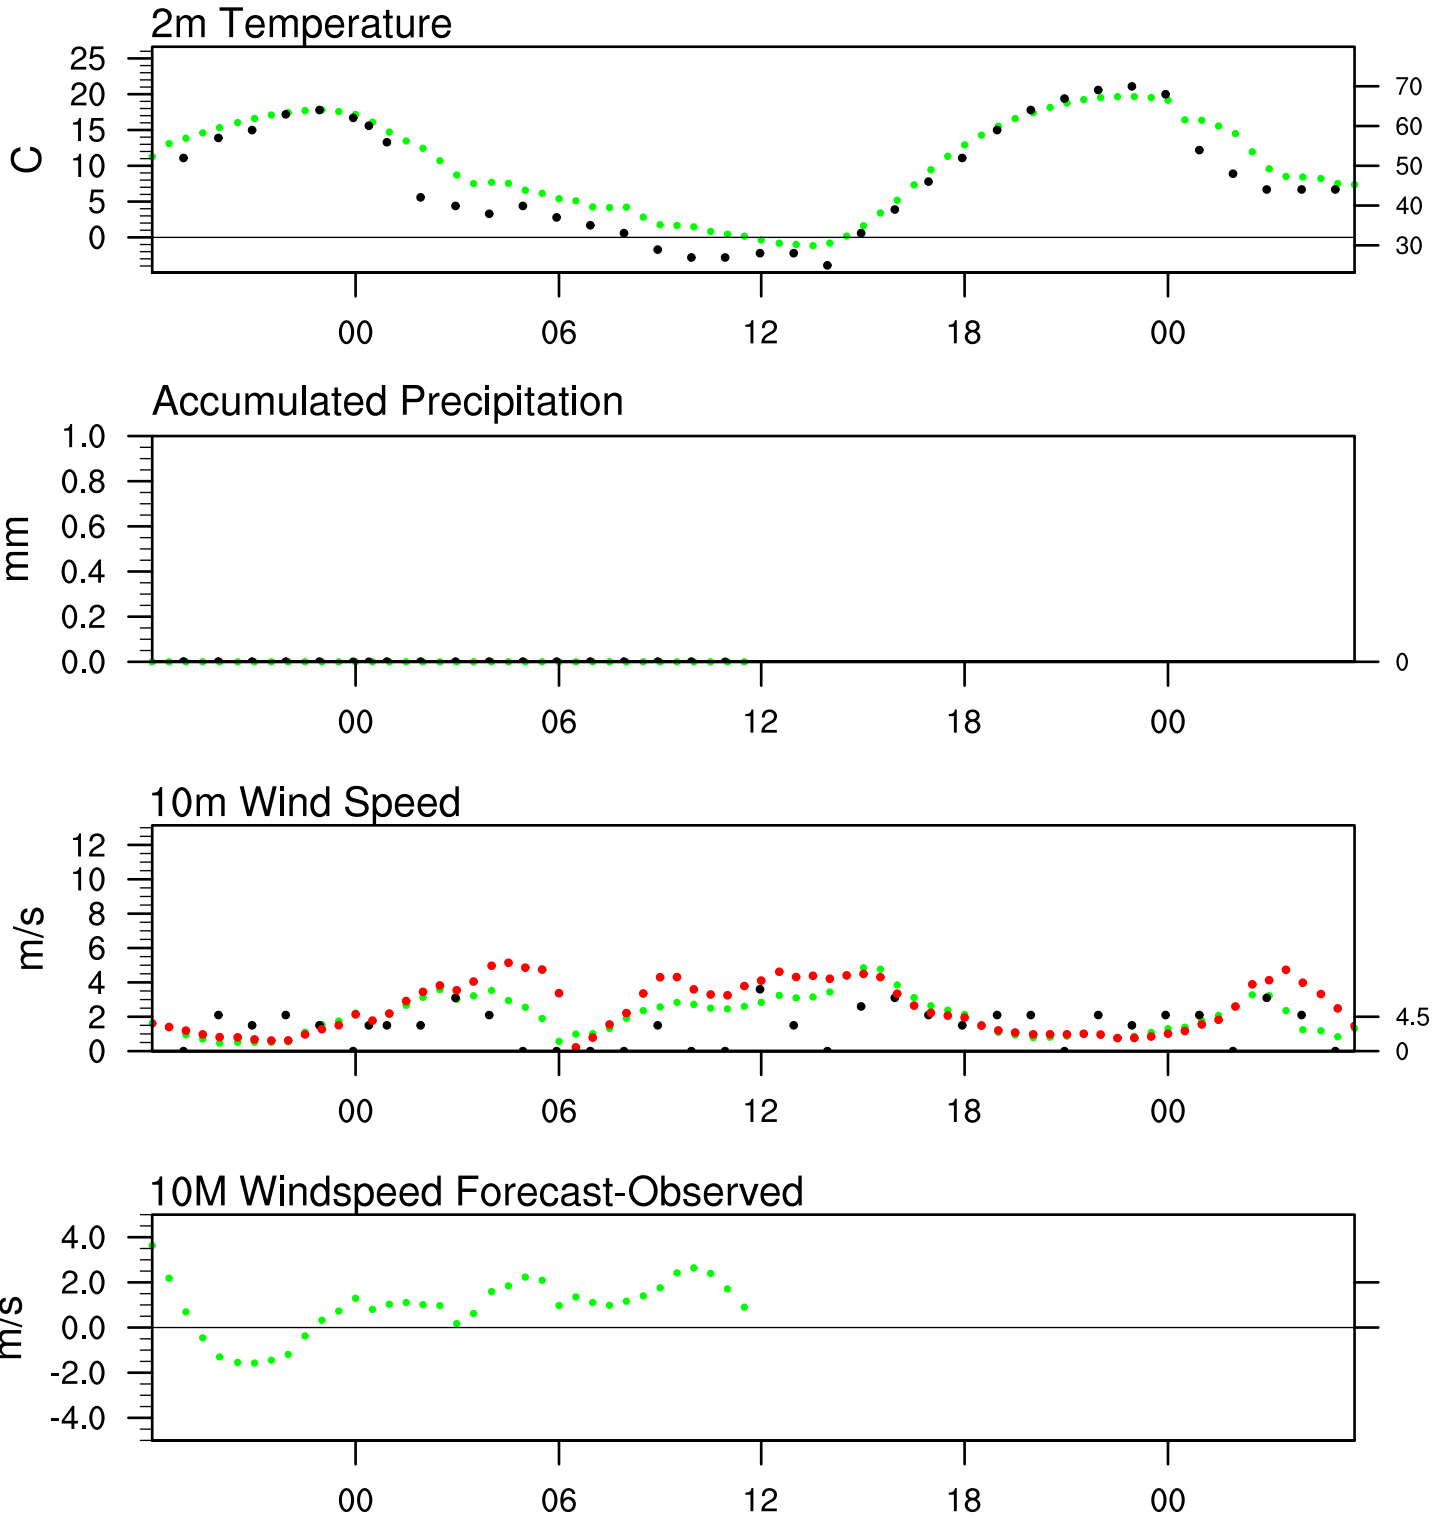 2m Temperature
25
20
15
10
5
0
C
70
60
50
40
30
00 06 12 18 00
Accumulated Precipitation
1.0
0.8
0.6
0.4
0.2
0.0
mm
0
00 06 12 18 00
10m Wind Speed
12
10
8
6
4
2
0
m/s
4.5
0
00 06 12 18 00
10M Windspeed Forecast-Observed
4.0
2.0
0.0
-2.0
-4.0
m/s
00 06 12 18 00